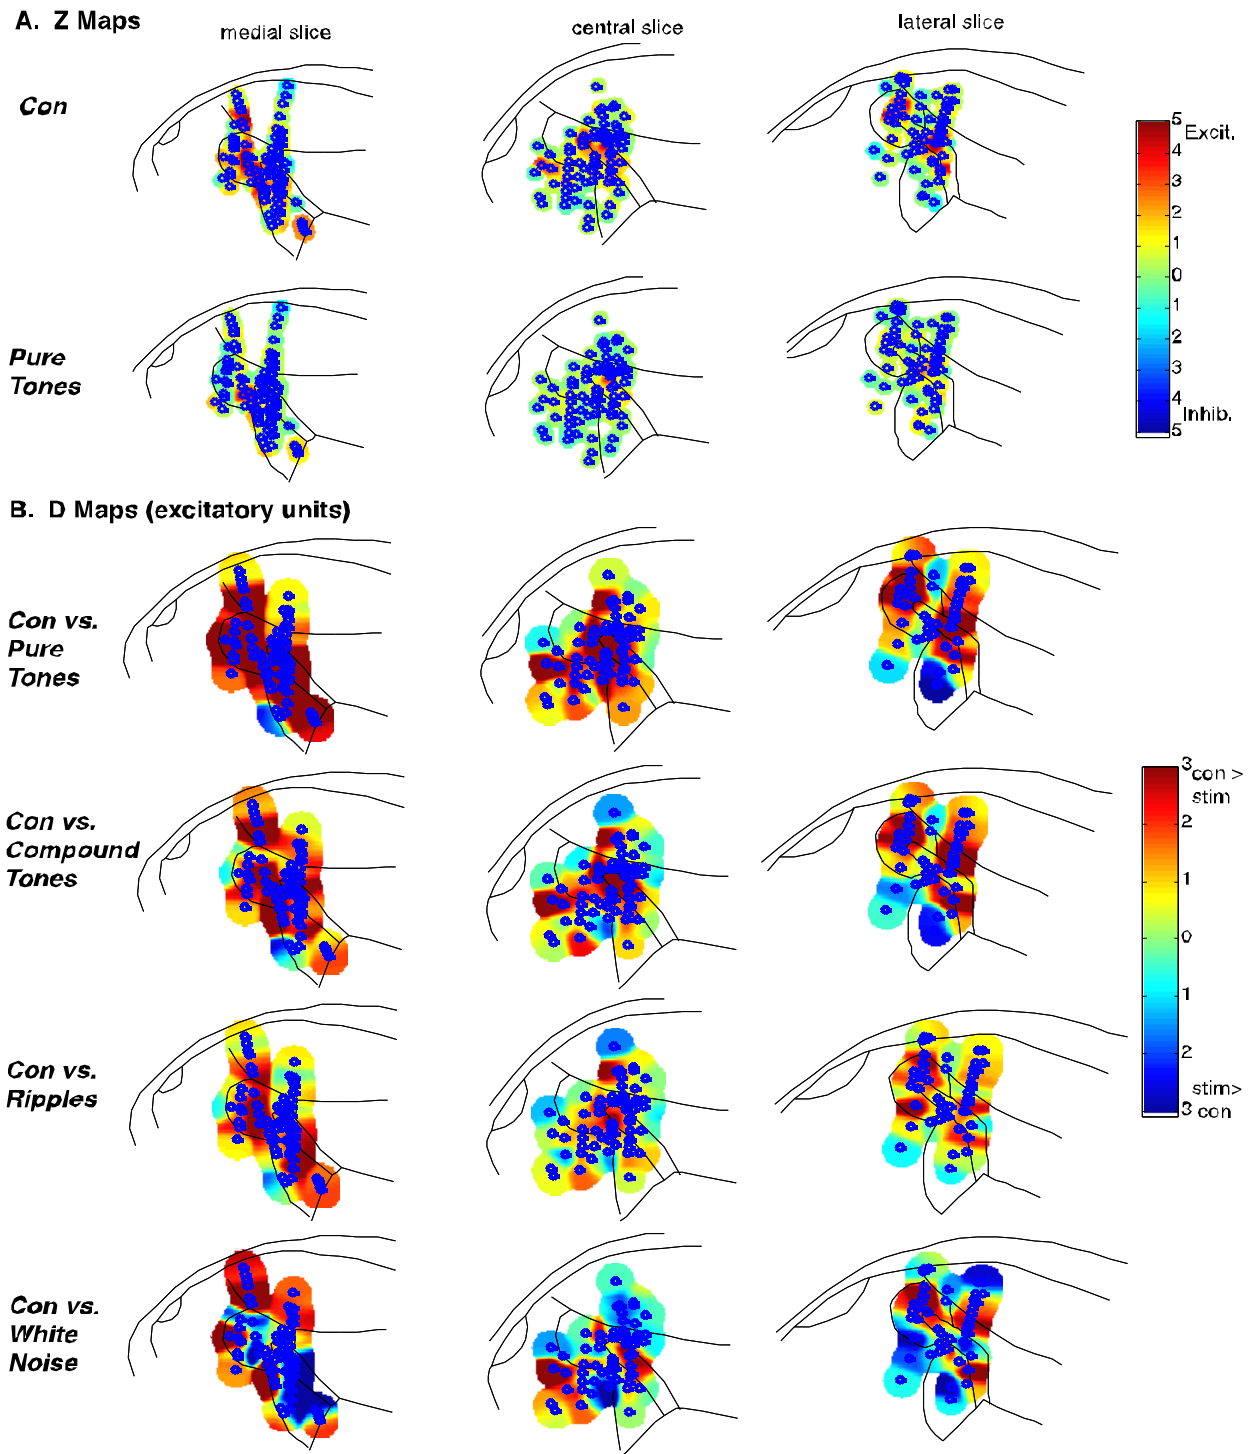 A. Z Maps
medial slice
central slice
lateral slice
Con
5
Excit.
4
3
2
1
0
1
2
3
4
Inhib.
5
Pure
Tones
B. D Maps (excitatory units)
Con vs.
Pure
Tones
Con vs.
Compound
Tones
3
con >
stim
2
1
0
1
2
stim>
3
con
Con vs.
Ripples
Con vs.
White
Noise